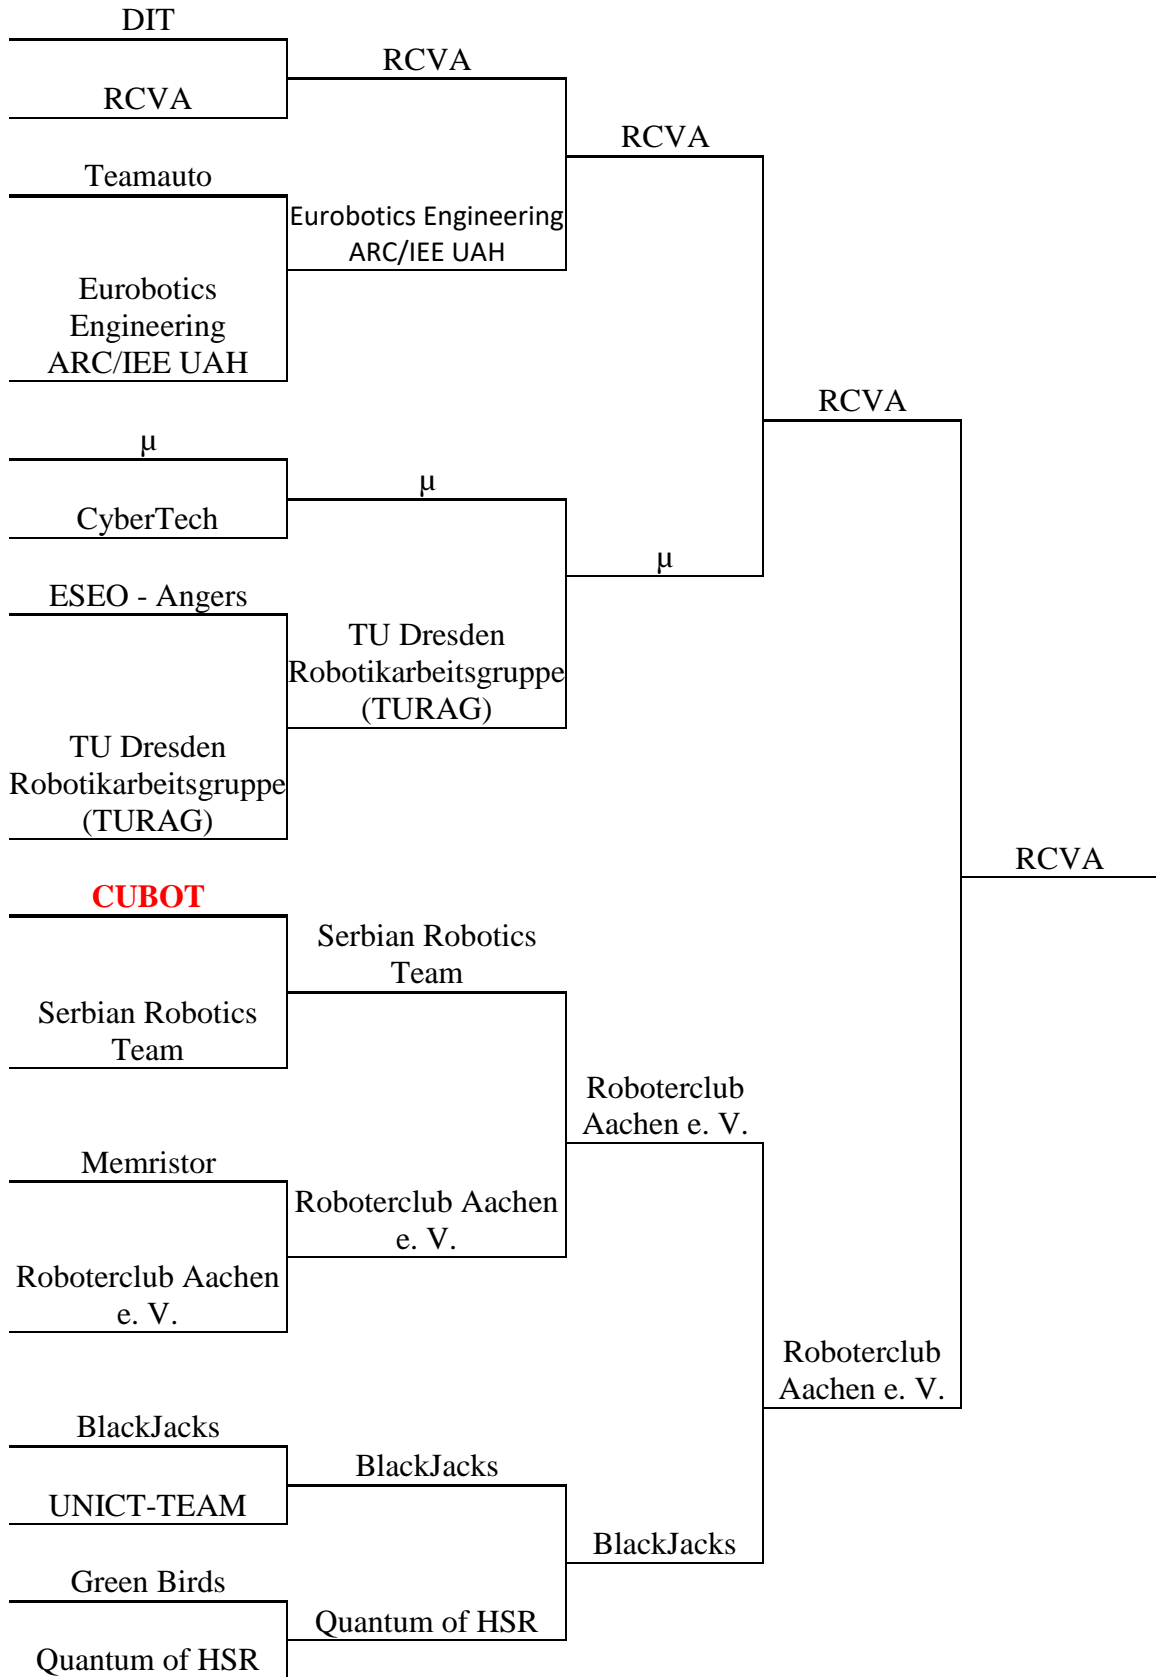 DIT
RCVA
RCVA
RCVA
Teamauto
Eurobotics Engineering
ARC/IEE UAH
Eurobotics
Engineering
ARC/IEE UAH
RCVA
μ
μ
CyberTech
μ
ESEO - Angers
TU Dresden
Robotikarbeitsgruppe
(TURAG)
TU Dresden
Robotikarbeitsgruppe
(TURAG)
RCVA
CUBOT
Serbian Robotics
Team
Serbian Robotics
Team
Roboterclub
Aachen e. V.
Memristor
Roboterclub Aachen
e. V.
Roboterclub Aachen
e. V.
Roboterclub
Aachen e. V.
BlackJacks
BlackJacks
UNICT-TEAM
BlackJacks
Green Birds
Quantum of HSR
Quantum of HSR